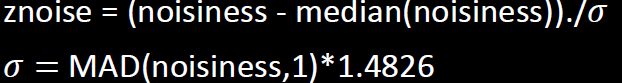 znoise = (noisiness - median(noisiness))./𝜎
𝜎 = MAD(noisiness,1)*1.4826